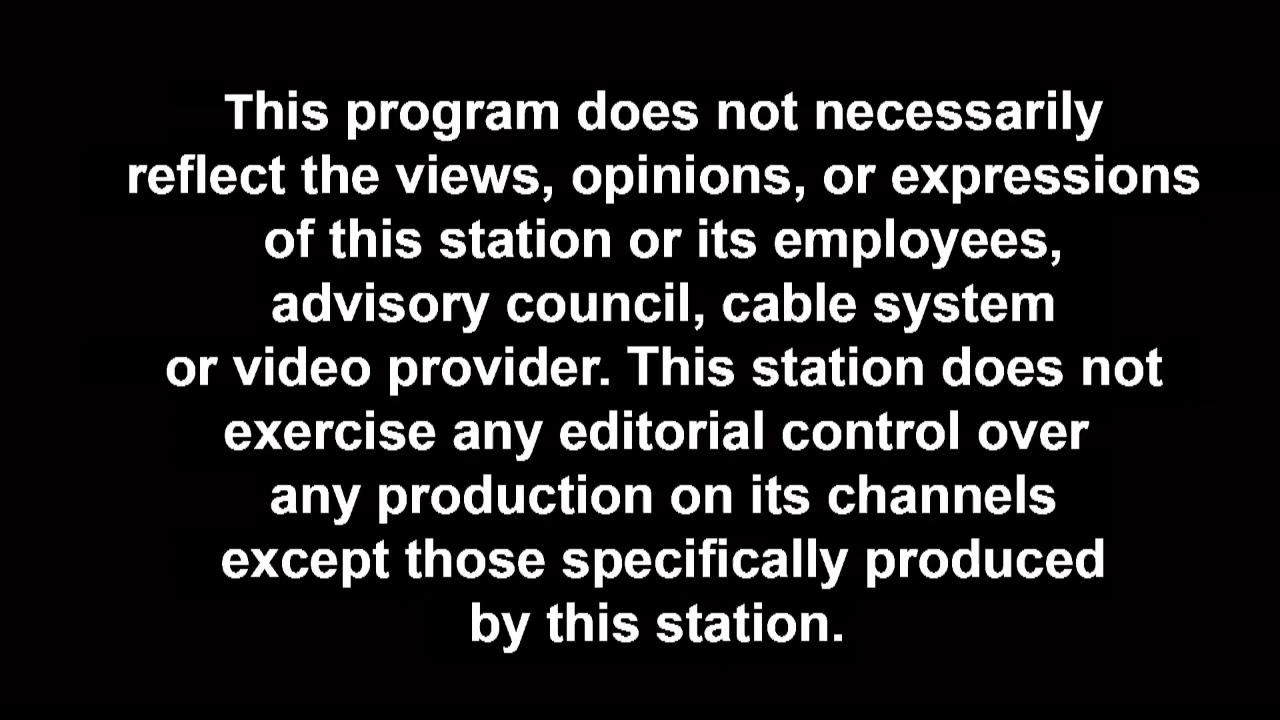 This program does not necessarily
reflect the views, opinions, or expressions
of this station or its employees,
advisory council, cable system
or video provider. This station does not
exercise any editorial control over
any production on its channels
except those specifically produced
by this station.